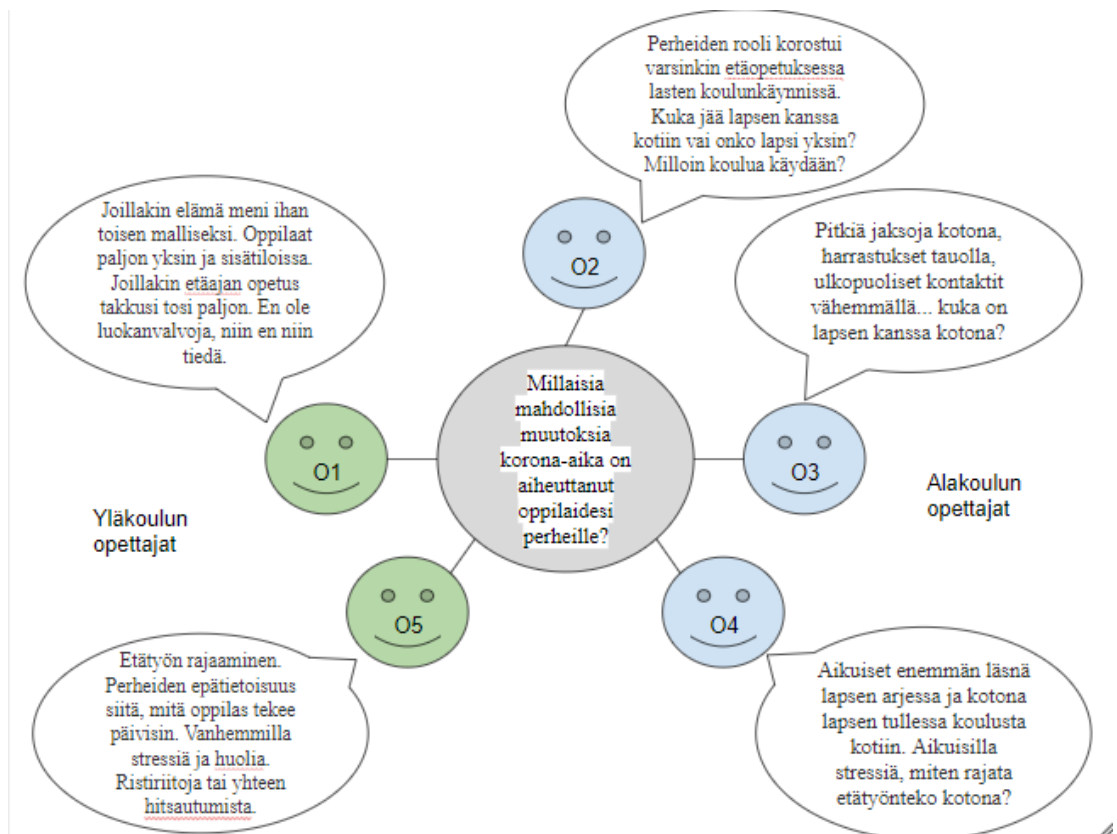 Perheiden rooli korostui
varsinkin etäopetuksessa
lasten koulunkäynnissä.
Kuka jää lapsen kanssa
kotiin vai onko lapsi yksin?
Milloin koulua käydään?
Joillakin elämä meni ihan
toisen malliseksi. Oppilaat
paljon yksin ja sisätiloissa.
Joillakin etäajan opetus
takkusi tosi paljon. En ole
luokanvalvoja, niin en niin
tiedä.
O2
Pitkiä jaksoja kotona,
harrastukset tauolla,
ulkopuoliset kontaktit
vähemmällä... kuka on
lapsen kanssa kotona?
Millaisia
mahdollisia
muutoksia
korona-aika on
aiheuttanut
oppilaidesi
perheille?
O1
O3
Yläkoulun
opettajat
Alakoulun
opettajat
O5
O4
Etätyön rajaaminen.
Perheiden epätietoisuus
siitä, mitä oppilas tekee
päivisin. Vanhemmilla
stressiä ja huolia.
Ristiriitoja tai yhteen
hitsautumista.
Aikuiset enemmän läsnä
lapsen arjessa ja kotona
lapsen tullessa koulusta
kotiin. Aikuisilla
stressiä, miten rajata
etätyönteko kotona?